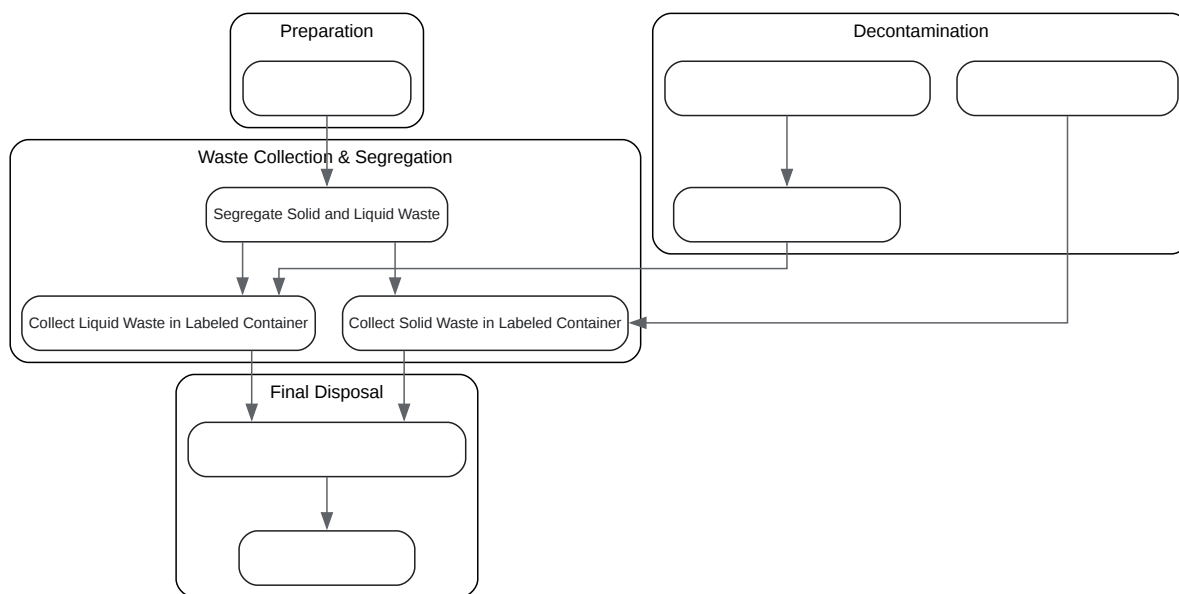 Preparation
Decontamination
Waste Collection & Segregation
Segregate Solid and Liquid Waste
Collect Liquid Waste in Labeled Container
Collect Solid Waste in Labeled Container
Final Disposal